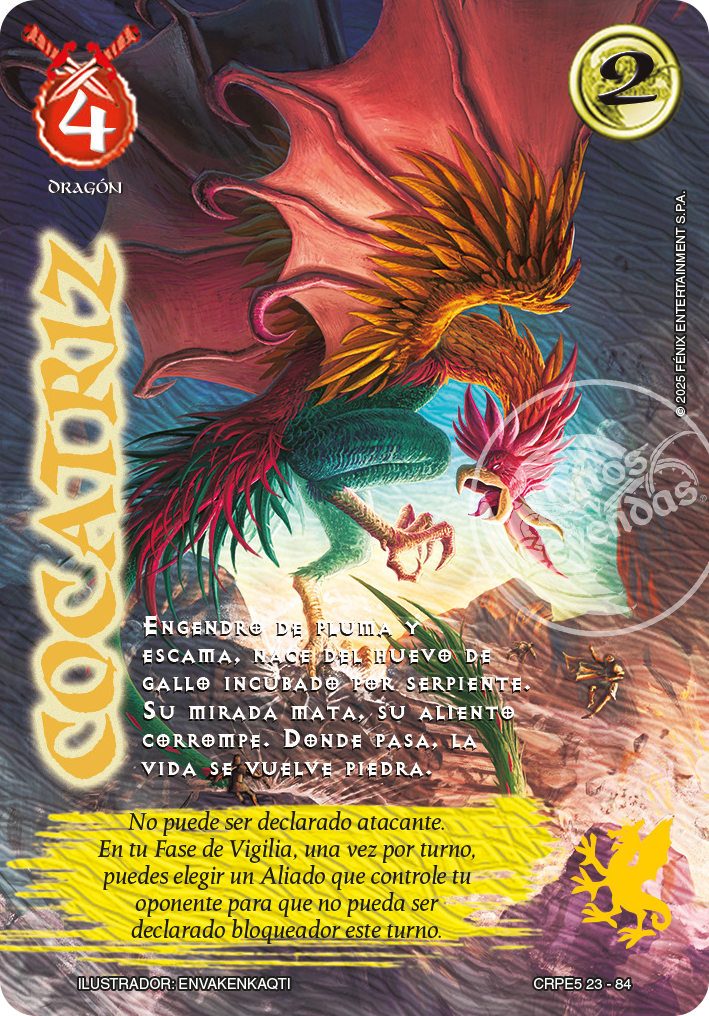 4
2
DRAGÓN
COCATRIZ
© 2025 FÉNIX ENTERTAINMENT S.P.A.
Mitos
y
Leyendas
ENGENDRO DE PLUMA Y
ESCAMA, NACE DEL HUEVO DE
GALLO INCUBADO POR SERPIENTE.
SU MIRADA MATA, SU ALIENTO
CORROMPE. DONDE PASA, LA
VIDA SE VUELVE PIEDRA.
No puede ser declarado atacante.
En tu Fase de Vigilia, una vez por turno,
puedes elegir un Aliado que controle tu
oponente para que no pueda ser
declarado bloqueador este turno.
ILUSTRADOR: ENVAKENKAQTI
CRPE5 23 - 84